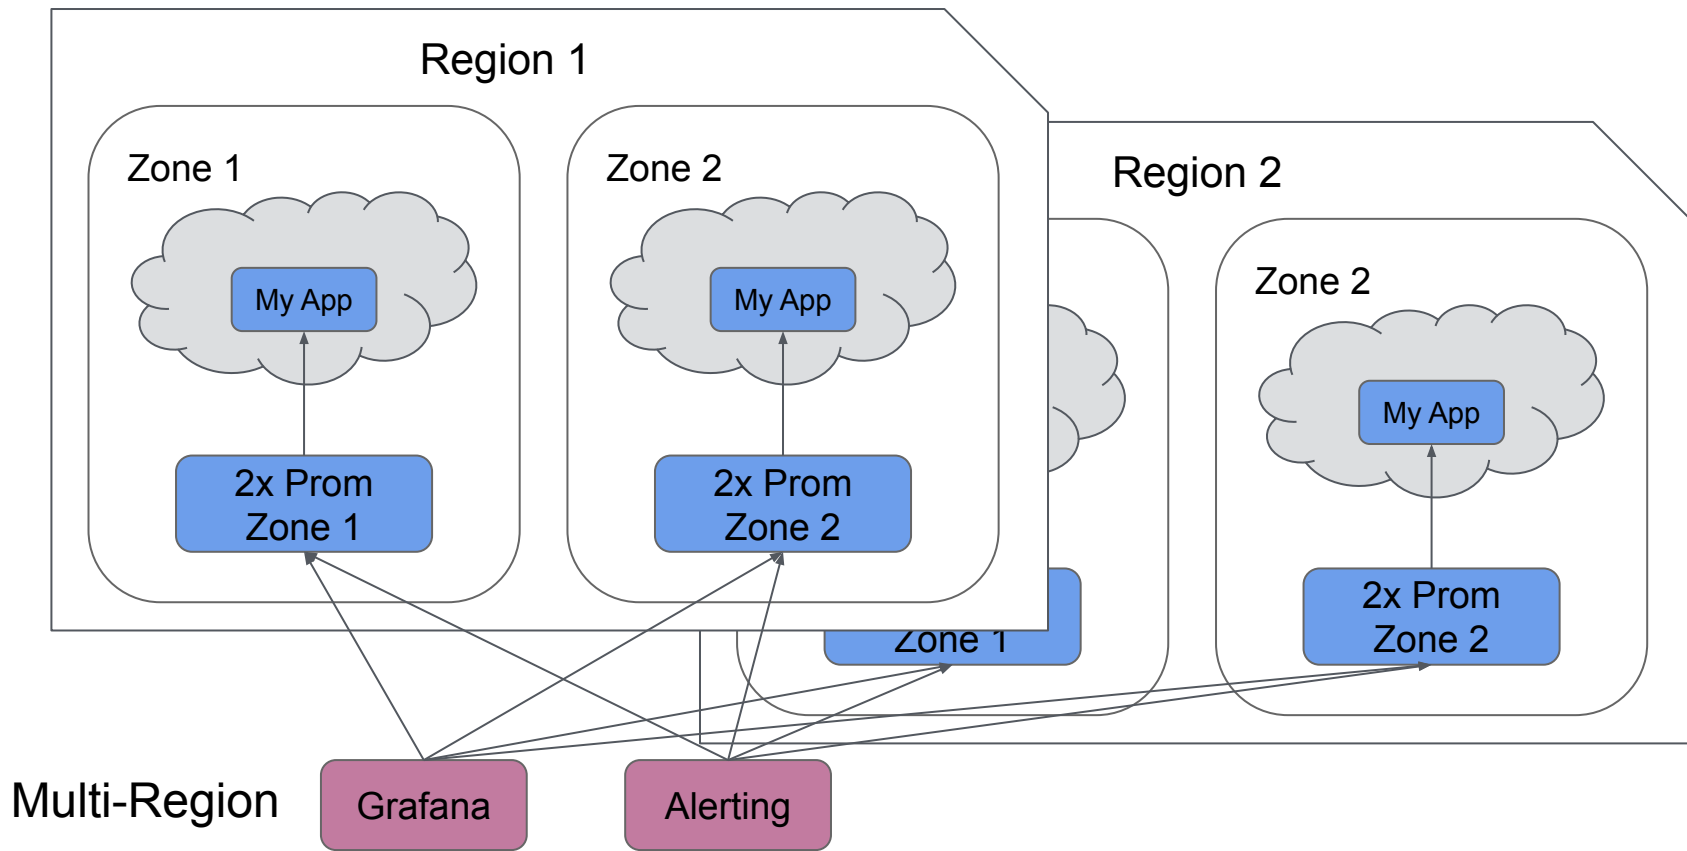 Region 1
Zone 1
My App
2x Prom
Zone 1
Zone 2
My App
2x Prom
Zone 2
Region 2
Zone 1
Zone 2
My App
2x Prom
Zone 2
Multi-Region
Grafana
Alerting